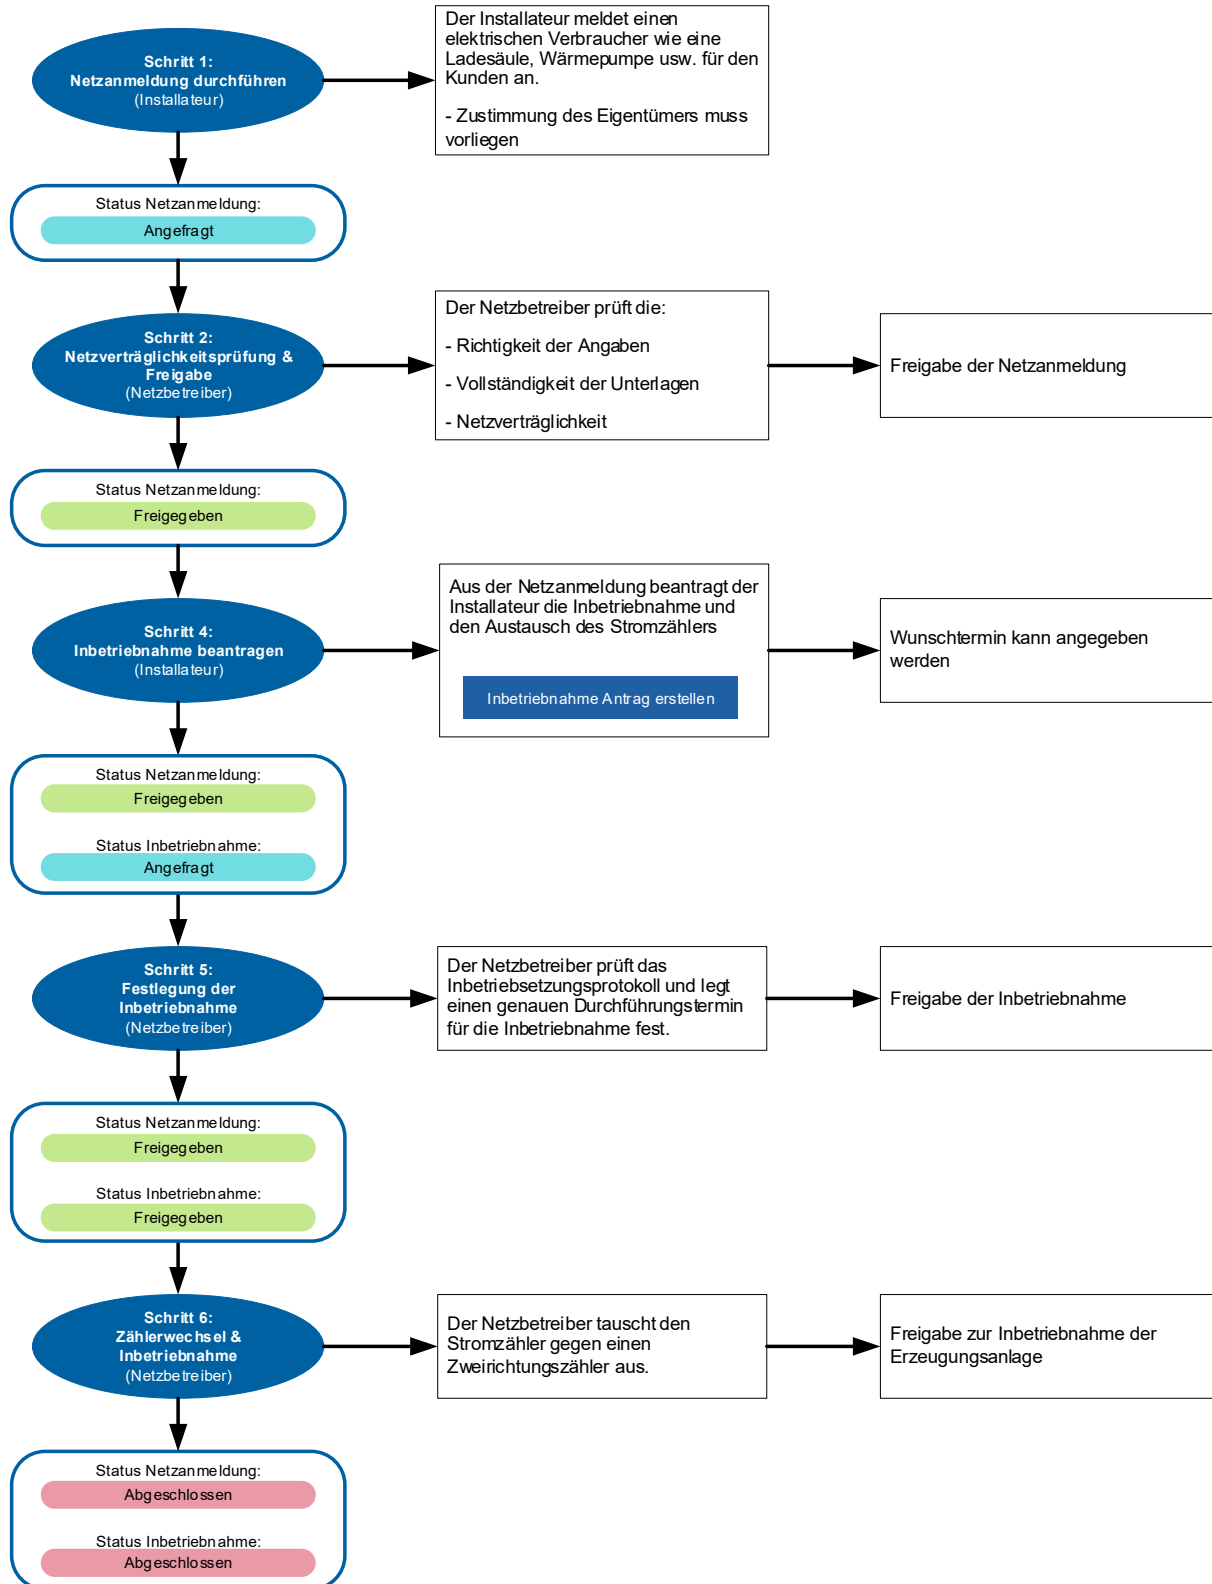 Schritt 1:
Netzanmeldung durchführen
(Installateur)
Der Installateur meldet einen
elektrischen Verbraucher wie eine
Ladesäule, Wärmepumpe usw. für den
Kunden an.
- Zustimmung des Eigentümers muss
vorliegen
Status Netzanmeldung:
Angefragt
Schritt 2:
Netzverträglichkeitsprüfung &
Freigabe
(Netzbetreiber)
Der Netzbetreiber prüft die:
- Richtigkeit der Angaben
- Vollständigkeit der Unterlagen
- Netzverträglichkeit
Freigabe der Netzanmeldung
Status Netzanmeldung:
Freigegeben
Schritt 4:
Inbetriebnahme beantragen
(Installateur)
Aus der Netzanmeldung beantragt der
Installateur die Inbetriebnahme und
den Austausch des Stromzählers
Inbetriebnahme Antrag erstellen
Wunschtermin kann angegeben
werden
Status Netzanmeldung:
Freigegeben
Status Inbetriebnahme:
Angefragt
Schritt 5:
Festlegung der
Inbetriebnahme
(Netzbetreiber)
Der Netzbetreiber prüft das
Inbetriebsetzungsprotokoll und legt
einen genauen Durchführungstermin
für die Inbetriebnahme fest.
Freigabe der Inbetriebnahme
Status Netzanmeldung:
Freigegeben
Status Inbetriebnahme:
Freigegeben
Schritt 6:
Zählerwechsel &
Inbetriebnahme
(Netzbetreiber)
Der Netzbetreiber tauscht den
Stromzähler gegen einen
Zweirichtungszähler aus.
Freigabe zur Inbetriebnahme der
Erzeugungsanlage
Status Netzanmeldung:
Abgeschlossen
Status Inbetriebnahme:
Abgeschlossen